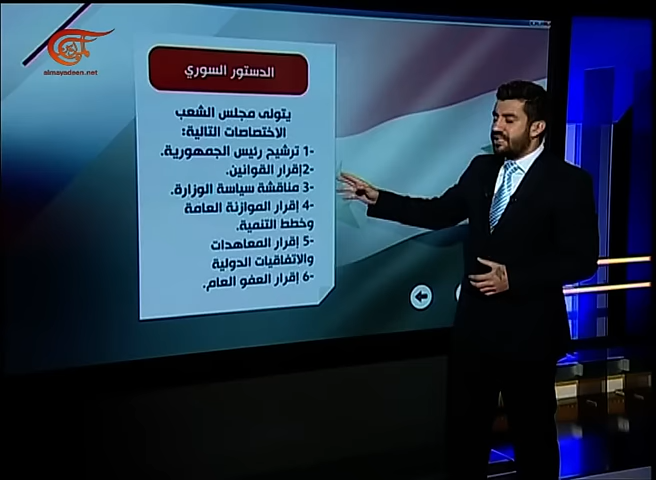 almayadeen.net
الدستور السوري
يتولى مجلس الشعب
الاختصاصات التالية:
1- ترشيح رئيس الجمهورية.
2-إقرار القوانين.
3- مناقشة سياسة الوزارة.
4- إقرار الموازنة العامة
وخطط التنمية.
5- إقرار المعاهدات
والاتفاقيات الدولية
6- إقرار العفو العام.